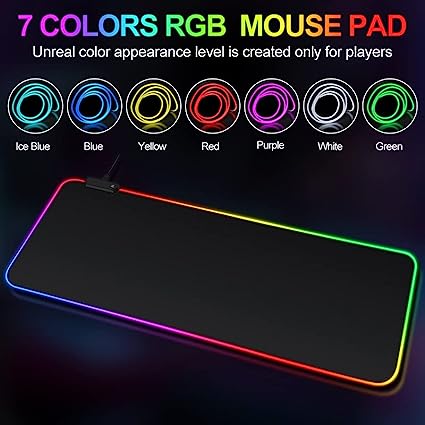 7 COLORS RGB MOUSE PAD
Unreal color appearance level is created only for players
Ice Blue Blue Yellow Red Purple White Green